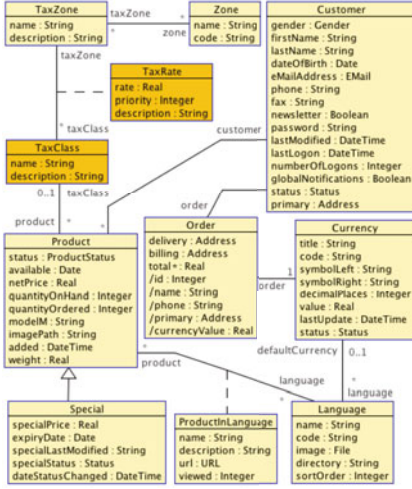 TaxZone
name : String
description : String
taxZone
*
*
zone
Zone
name : String
code : String
Customer
gender : Gender
firstName : String
lastName : String
dateOfBirth : Date
eMailAddress : EMail
phone : String
fax : String
newsletter : Boolean
password : String
lastModified : DateTime
lastLogon : DateTime
numberOfLogons : Integer
globalNotifications : Boolean
status : Status
primary : Address
taxZone
TaxRate
rate : Real
priority : Integer
description : String
* taxClass
TaxClass
name : String
description : String
customer
0..1
taxClass
order
product
*
*
Product
status : ProductStatus
available : Date
netPrice : Real
quantityOnHand : Integer
quantityOrdered : Integer
modelM : String
imagePath : String
added : DateTime
weight : Real
Order
delivery : Address
billing : Address
total* : Real
/id : Integer
/name : String
/phone : String
/primary : Address
/currencyValue : Real
1
order
Currency
title : String
code : String
symbolLeft : String
symbolRight : String
decimalPlaces : Integer
value : Real
lastUpdate : DateTime
status : Status
*
product
defaultCurrency
0..1
language
*
*
language
Special
specialPrice : Real
expiryDate : Date
specialLastModified : String
specialStatus : Status
dateStatusChanged : DateTime
ProductInLanguage
name : String
description : String
url : URL
viewed : Integer
Language
name : String
code : String
image : File
directory : String
sortOrder : Integer